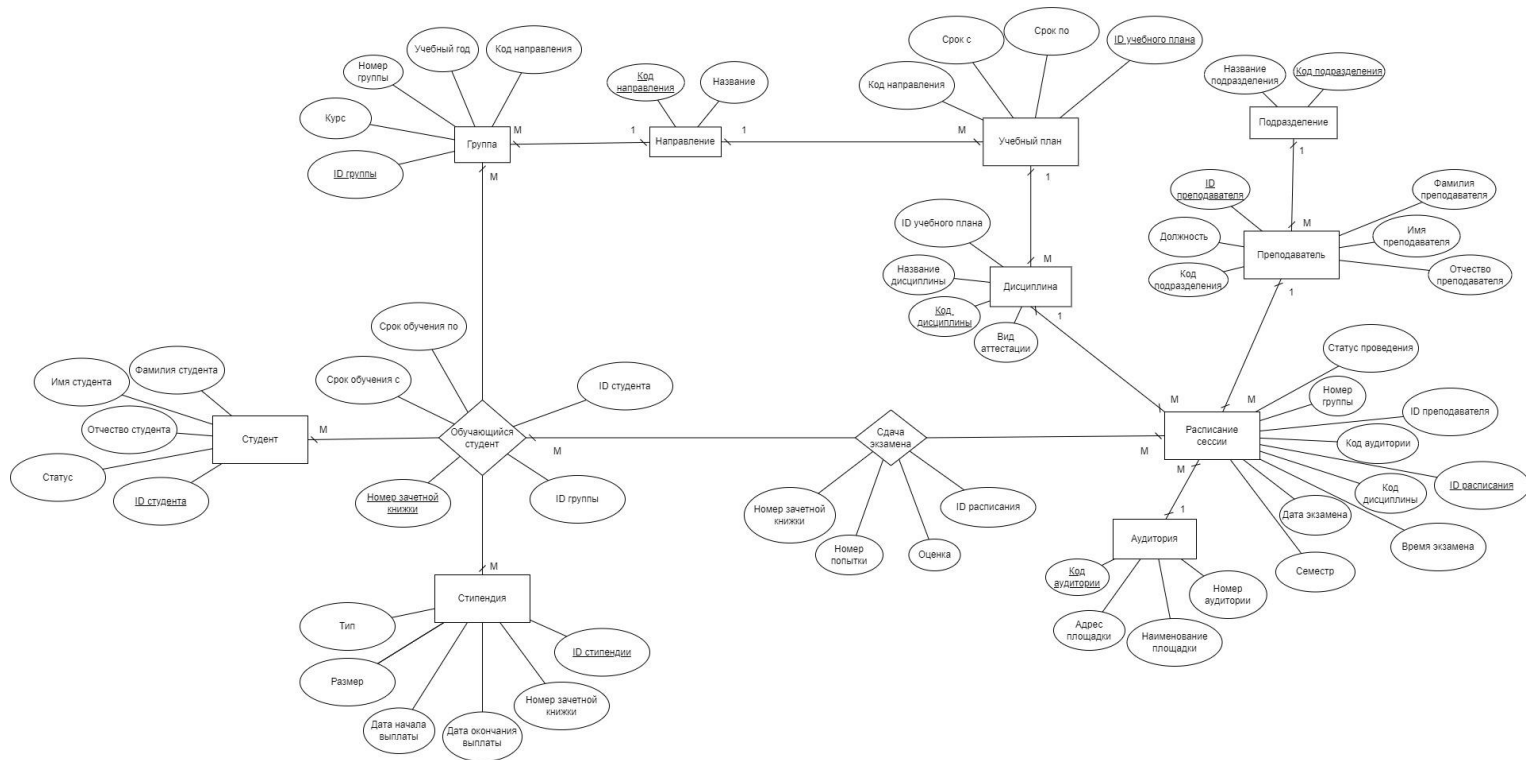 Учебный год
Код направления
Номер
группы
Курс
ID группы
Группа
M
M
Код
направления
Название
1
Направление
1
Срок с
Срок по
ID учебного плана
Код направления
M
Учебный план
1
Название
подразделения
Код подразделения
Подразделение
1
ID
преподавателя
Фамилия
преподавателя
Должность
Имя
преподавателя
Код
подразделения
Отчество
преподавателя
M
Преподаватель
1
ID учебного плана
Название
дисциплины
Код
дисциплины
Вид
аттестации
M
Дисциплина
1
Срок обучения по
Срок обучения с
ID студента
Обучающийся
студент
Номер зачетной
книжки
ID группы
M
Имя студента
Фамилия студента
Отчество студента
Статус
ID студента
Студент
M
Сдача
экзамена
Номер зачетной
книжки
Номер
попытки
Оценка
ID расписания
M
M
M
Расписание
сессии
M
M
Статус проведения
Номер
группы
ID преподавателя
Код аудитории
ID расписания
Код
дисциплины
Дата экзамена
Время экзамена
Семестр
1
Аудитория
Код
аудитории
Адрес
площадки
Наименование
площадки
Номер
аудитории
M
Стипендия
Тип
Размер
Дата начала
выплаты
Дата окончания
выплаты
Номер зачетной
книжки
ID стипендии